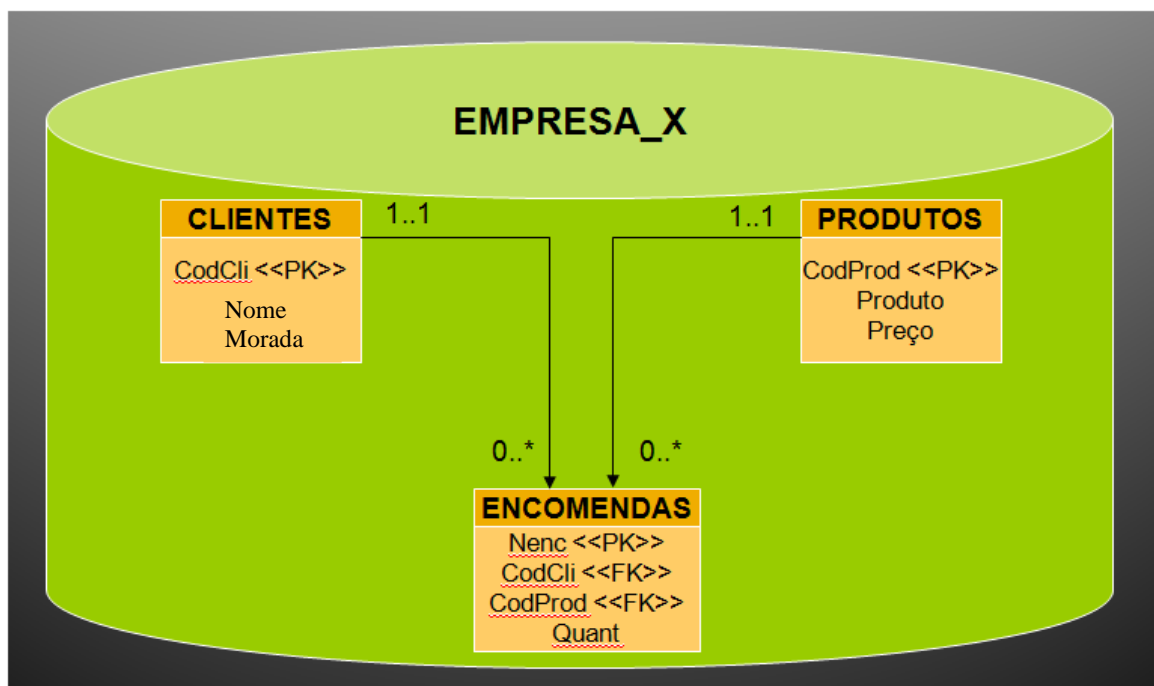 EMPRESA_X
CLIENTES
1..1
CodCli <<PK>>
Nome
Morada
1..1
PRODUTOS
CodProd <<PK>>
Produto
Preço
0..*
0..*
ENCOMENDAS
Nenc <<PK>>
CodCli <<FK>>
CodProd <<FK>>
Quant